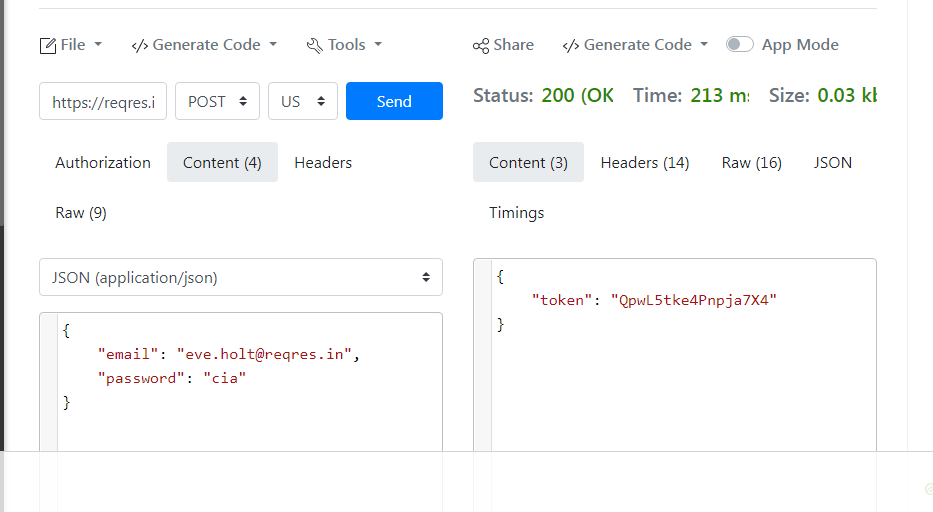 File Generate Code Tools Share Generate Code App Mode
https://reqres.i POST US Send Status: 200 (OK Time: 213 ms Size: 0.03 kb
Authorization Content (4) Headers Content (3) Headers (14) Raw (16) JSON
Raw (9) Timings
JSON (application/json)
{
"token": "QpwL5tke4Pnpja7X4"
}
{
"email": "eve.holt@reqres.in",
"password": "cia"
}